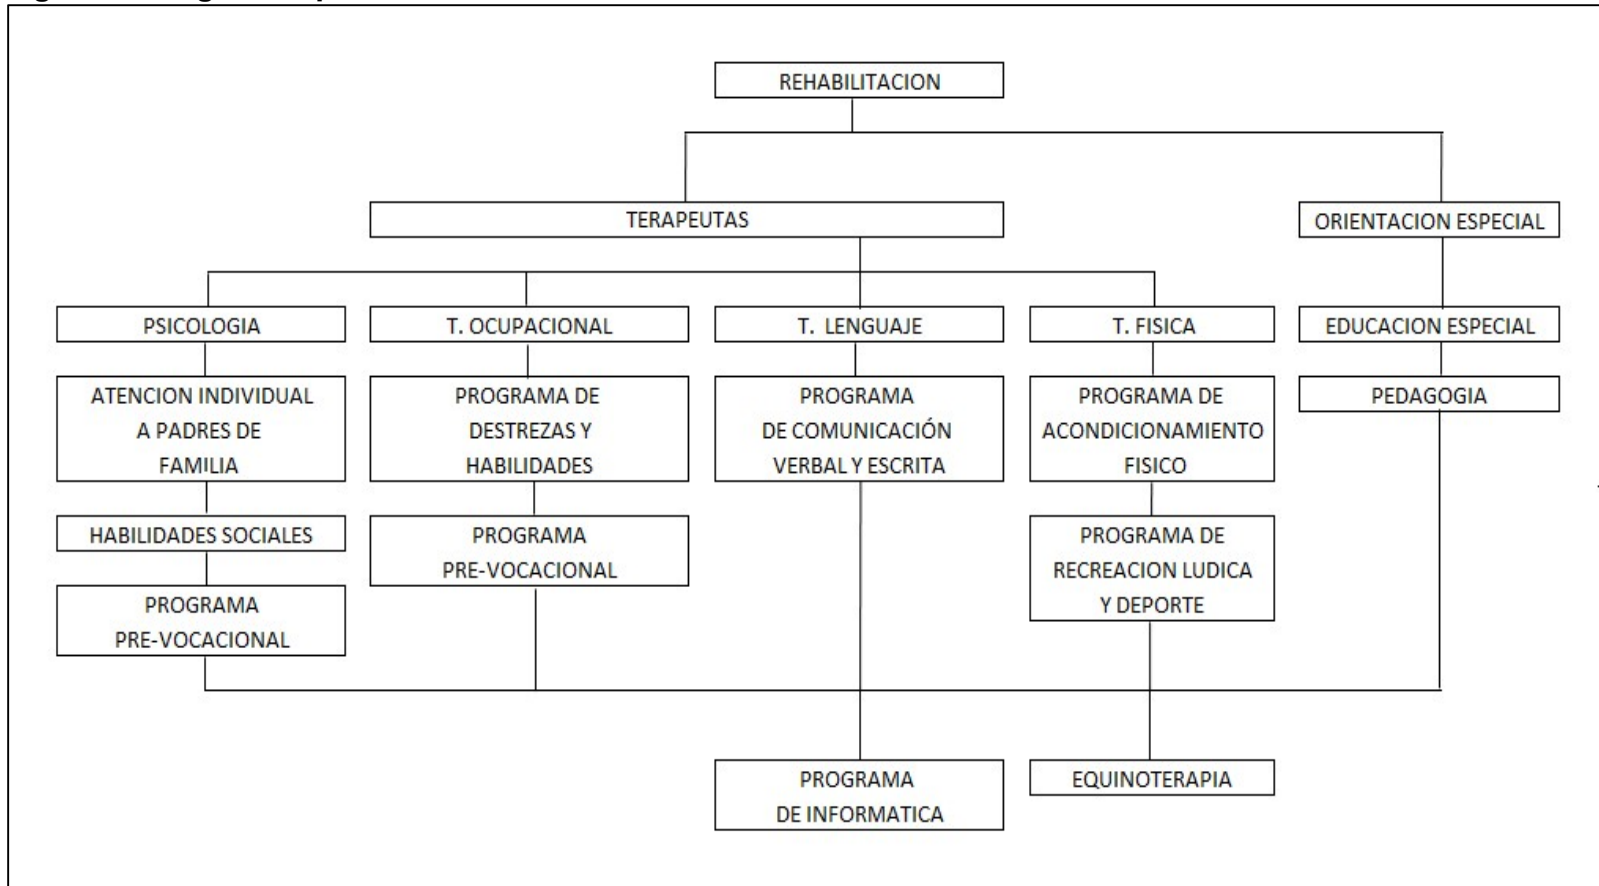 REHABILITACION
TERAPEUTAS
ORIENTACION ESPECIAL
PSICOLOGIA
T. OCUPACIONAL
T. LENGUAJE
T. FISICA
EDUCACION ESPECIAL
ATENCION INDIVIDUAL
A PADRES DE
FAMILIA
PROGRAMA DE
DESTREZAS Y
HABILIDADES
PROGRAMA
DE COMUNICACIÓN
VERBAL Y ESCRITA
PROGRAMA DE
ACONDICIONAMIENTO
FISICO
PEDAGOGIA
HABILIDADES SOCIALES
PROGRAMA
PRE-VOCACIONAL
PROGRAMA DE
RECREACION LUDICA
Y DEPORTE
PROGRAMA
PRE-VOCACIONAL
PROGRAMA
DE INFORMATICA
EQUINOTERAPIA